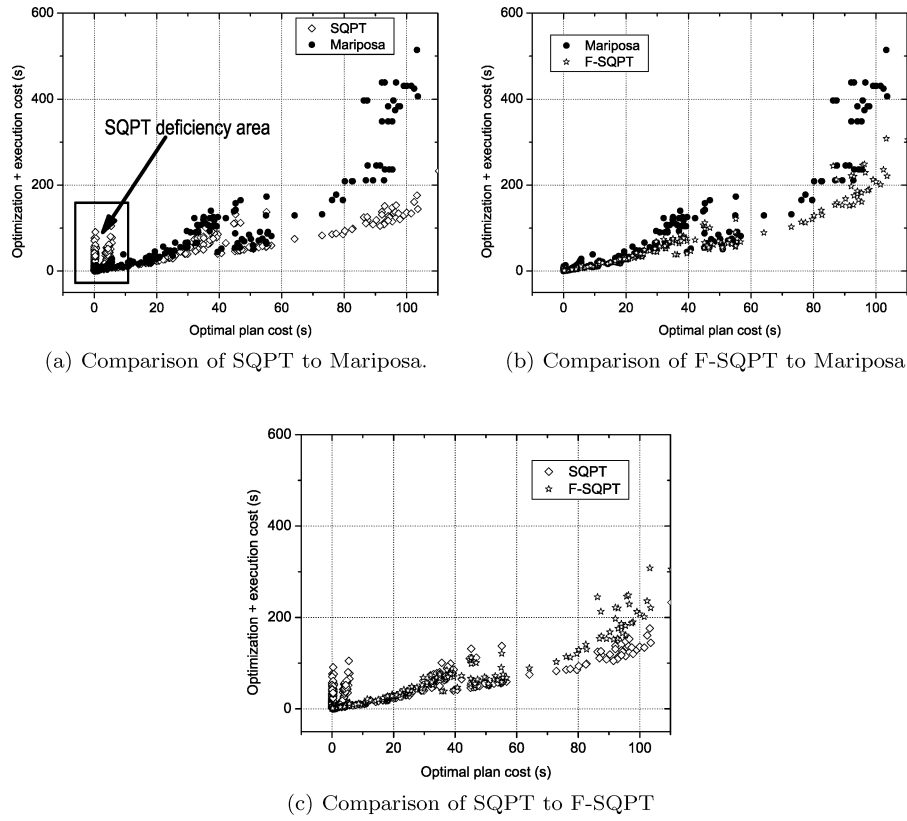 600
400
200
0
Optimization + execution cost (s)
SQPT
Mariposa
SQPT deficiency area
0 20 40 60 80 100
Optimal plan cost (s)
(a) Comparison of SQPT to Mariposa.
600
400
200
0
Optimization + execution cost (s)
Mariposa
F-SQPT
0 20 40 60 80 100
Optimal plan cost (s)
(b) Comparison of F-SQPT to Mariposa
600
400
200
0
Optimization + execution cost (s)
SQPT
F-SQPT
0 20 40 60 80 100
Optimal plan cost (s)
(c) Comparison of SQPT to F-SQPT